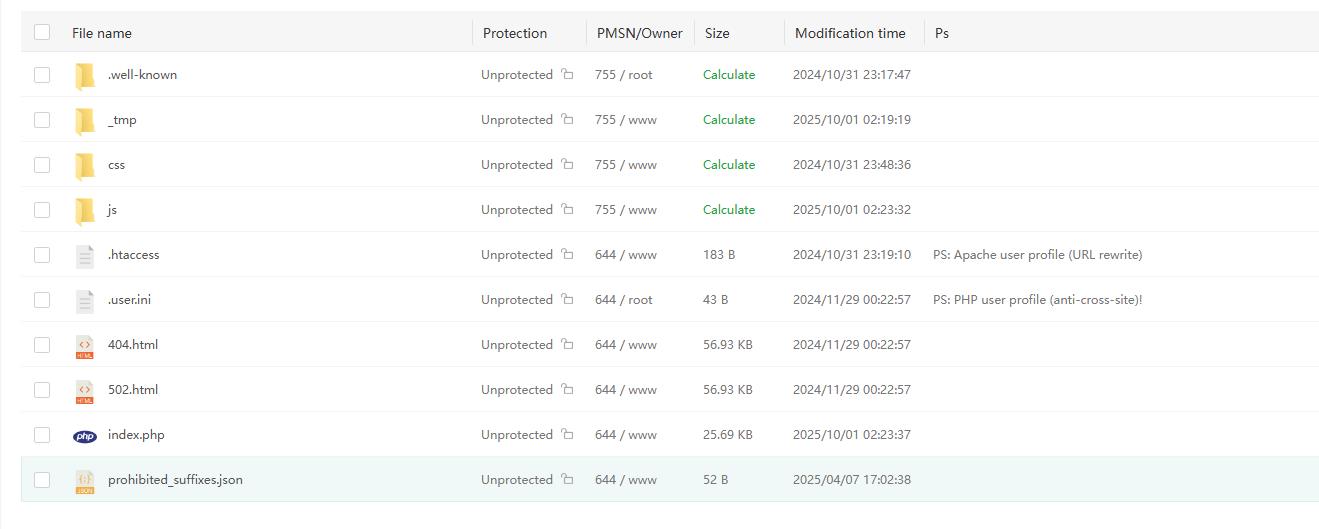 File name Protection PMSN/Owner Size Modification time Ps
.well-known Unprotected 755 / root Calculate 2024/10/31 23:17:47
_tmp Unprotected 755 / www Calculate 2025/10/01 02:19:19
css Unprotected 755 / www Calculate 2024/10/31 23:48:36
js Unprotected 755 / www Calculate 2025/10/01 02:23:32
.htaccess Unprotected 644 / www 183 B 2024/10/31 23:19:10 PS: Apache user profile (URL rewrite)
.user.ini Unprotected 644 / root 43 B 2024/11/29 00:22:57 PS: PHP user profile (anti-cross-site)!
HTML 404.html Unprotected 644 / www 56.93 KB 2024/11/29 00:22:57
HTML 502.html Unprotected 644 / www 56.93 KB 2024/11/29 00:22:57
php index.php Unprotected 644 / www 25.69 KB 2025/10/01 02:23:37
JSON prohibited_suffixes.json Unprotected 644 / www 52 B 2025/04/07 17:02:38